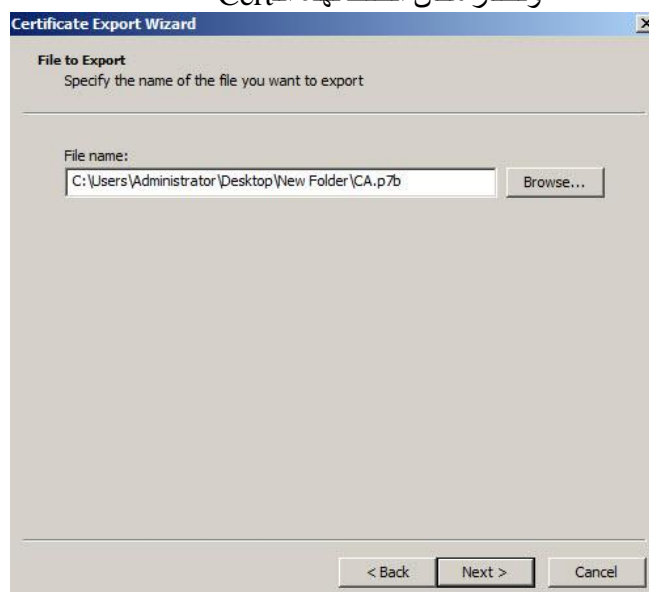 Certificate Export Wizard
File to Export
Specify the name of the file you want to export
File name:
C:\Users\Administrator\Desktop\New Folder\CA.p7b
Browse...
< Back
Next >
Cancel